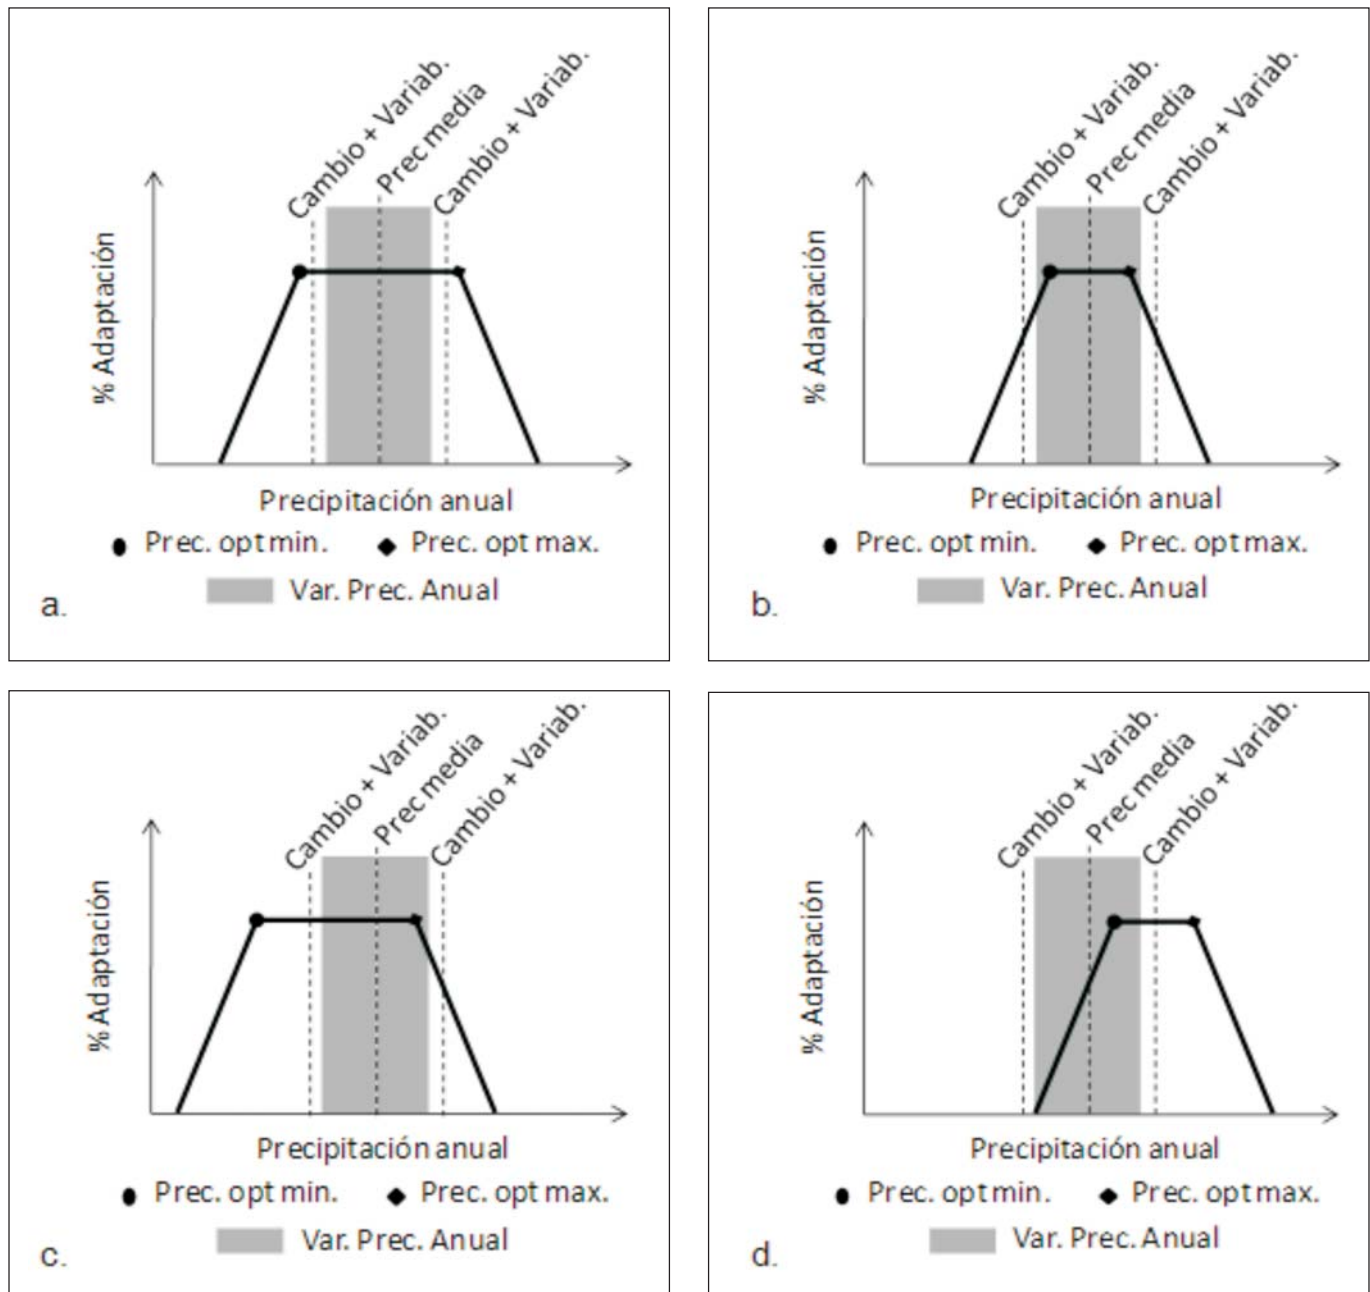 Cambio + Variab.
Prec media
Cambio + Variab.
% Adaptación
Precipitación anual
Prec. opt min.
Prec. opt max.
Var. Prec. Anual
a.
Cambio + Variab.
Prec media
Cambio + Variab.
% Adaptación
Precipitación anual
Prec. opt min.
Prec. opt max.
Var. Prec. Anual
b.
Cambio + Variab.
Prec media
Cambio + Variab.
% Adaptación
Precipitación anual
Prec. opt min.
Prec. opt max.
Var. Prec. Anual
c.
Cambio + Variab.
Prec media
Cambio + Variab.
% Adaptación
Precipitación anual
Prec. opt min.
Prec. opt max.
Var. Prec. Anual
d.